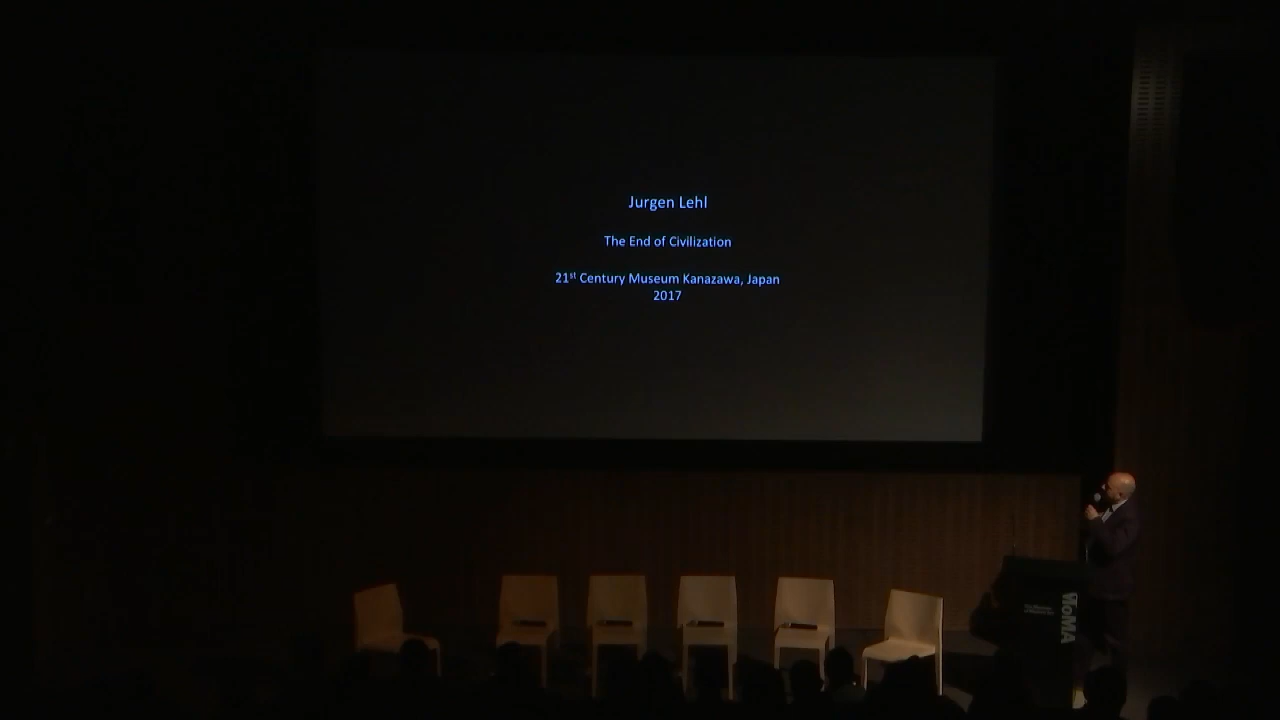 Jurgen Lehl
The End of Civilization
21st Century Museum Kanazawa, Japan
2017
MoMA